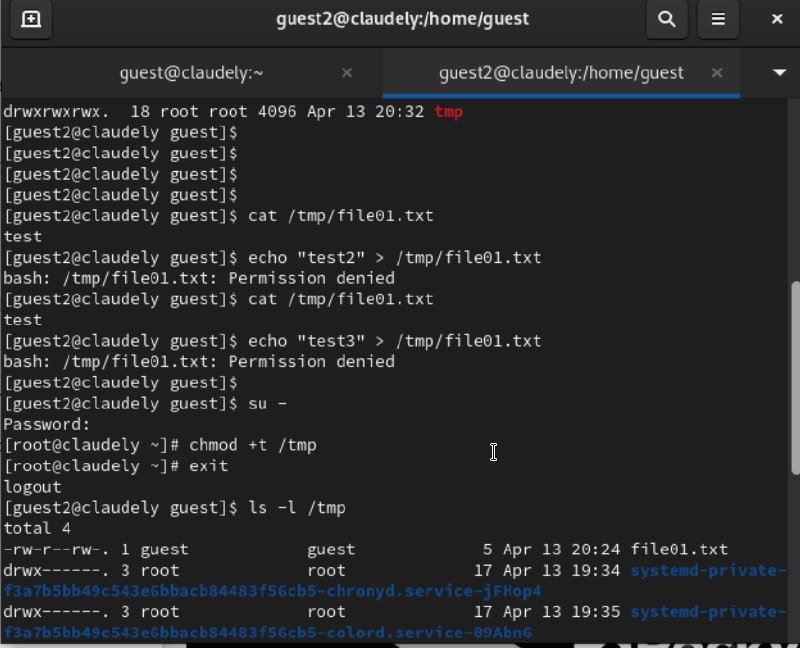 guest2@claudely:/home/guest
guest@claudely:~
guest2@claudely:/home/guest
drwxrwxrwx.  18 root root 4096 Apr 13 20:32 tmp
[guest2@claudely guest]$
[guest2@claudely guest]$
[guest2@claudely guest]$
[guest2@claudely guest]$
[guest2@claudely guest]$ cat /tmp/file01.txt
test
[guest2@claudely guest]$ echo "test2" > /tmp/file01.txt
bash: /tmp/file01.txt: Permission denied
[guest2@claudely guest]$ cat /tmp/file01.txt
test
[guest2@claudely guest]$ echo "test3" > /tmp/file01.txt
bash: /tmp/file01.txt: Permission denied
[guest2@claudely guest]$
[guest2@claudely guest]$ su -
Password:
[root@claudely ~]# chmod +t /tmp
[root@claudely ~]# exit
logout
[guest2@claudely guest]$ ls -l /tmp
total 4
-rw-r--rw-. 1 guest            guest             5 Apr 13 20:24 file01.txt
drwx------. 3 root             root             17 Apr 13 19:34 systemd-private-
f3a7b5bb49c543e6bbacb84483f56cb5-chronyd.service-jFHop4
drwx------. 3 root             root             17 Apr 13 19:35 systemd-private-
f3a7b5bb49c543e6bbacb84483f56cb5-colord.service-09Abn6